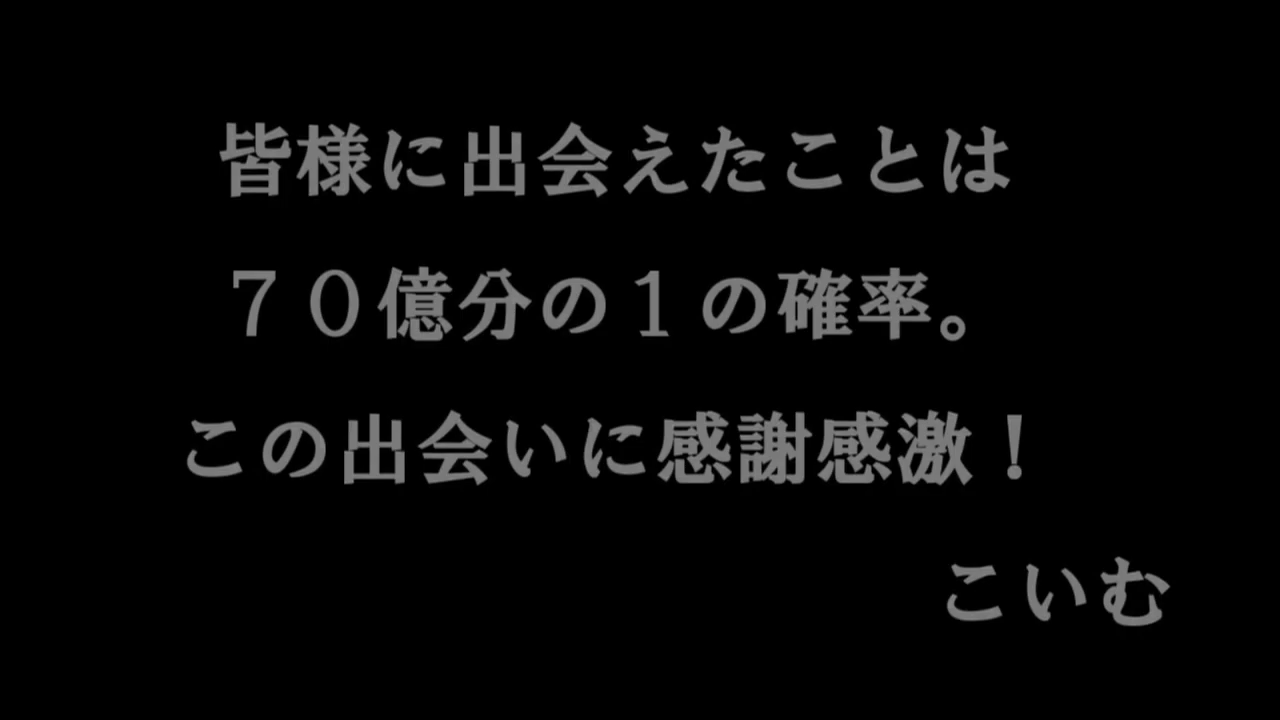 皆様に出会えたことは
７０億分の１の確率。
この出会いに感謝感激！
こいむ